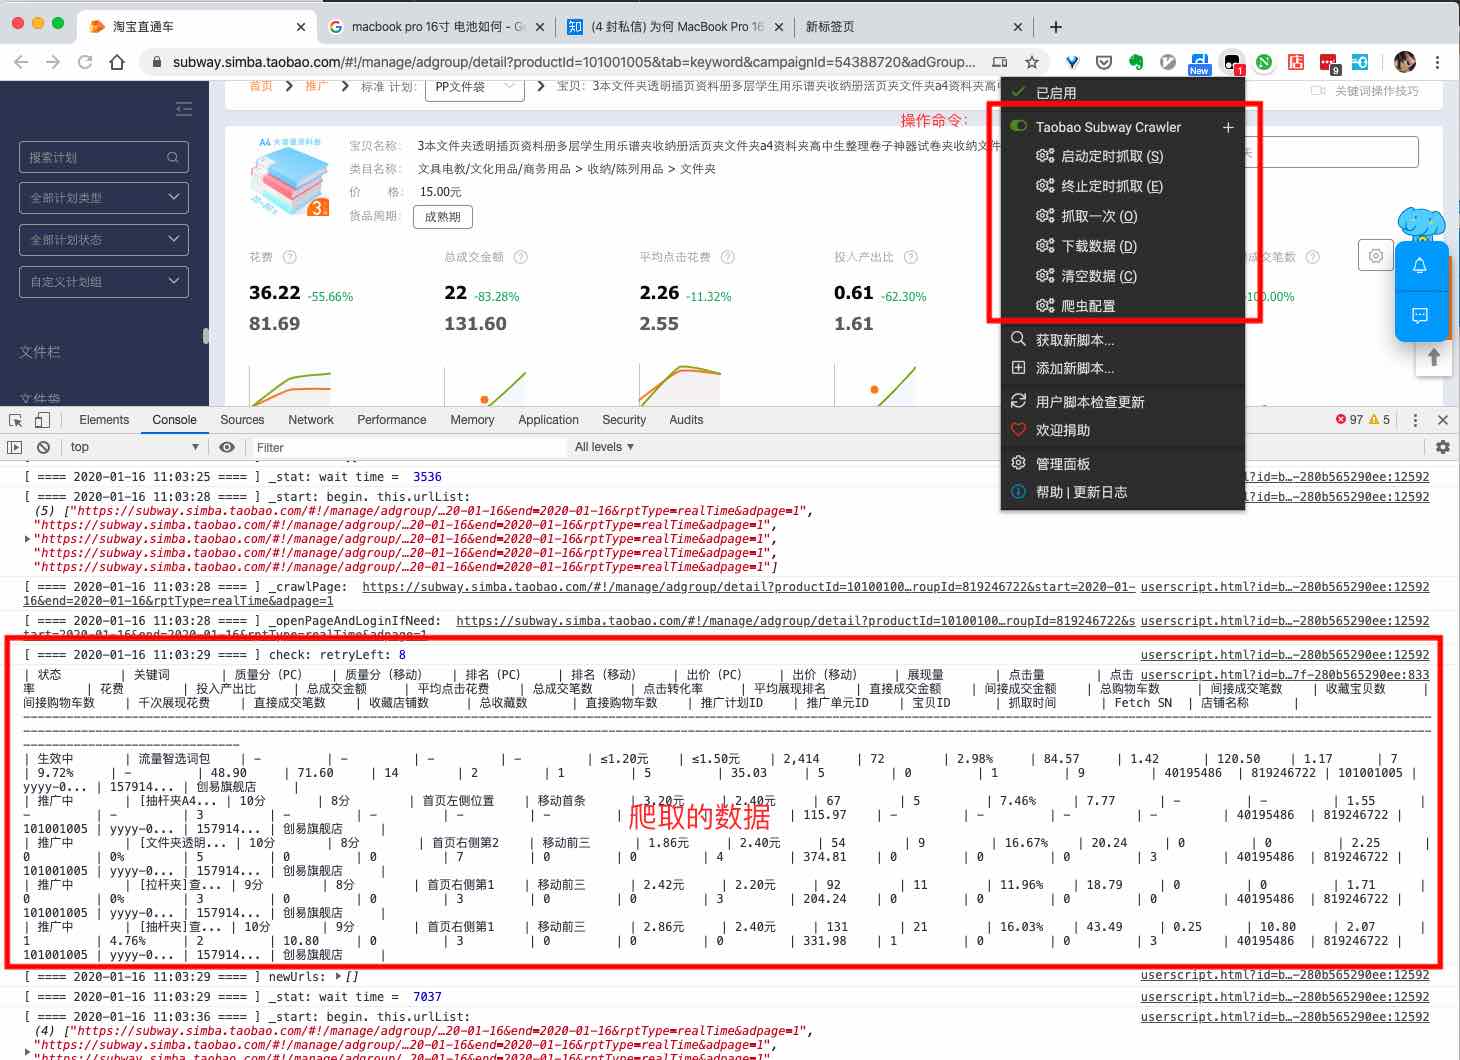 淘宝直通车
macbook pro 16寸 电池如何 - G
(4 封私信) 为何 MacBook Pro 16
新标签页
subway.simba.taobao.com/#!/manage/adgroup/detail?productId=101001005&tab=keyword&campaignId=54388720&adGroup...
New
1
9
首页 > 推广 > 标准 计划: PP文件袋 > 宝贝: 3本文件夹透明插页资料册多层学生用乐谱夹收纳册活页夹文件夹a4资料夹高
关键词操作技巧
搜索计划
全部计划类型
全部计划状态
自定义计划组
文件栏
文件袋
操作命令:
A4
3
宝贝名称: 3本文件夹透明插页资料册多层学生用乐谱夹收纳册活页夹文件夹a4资料夹高中生整理卷子神器试卷夹收纳文件
类目名称: 文具电教/文化用品/商务用品 > 收纳/陈列用品 > 文件夹
价 格: 15.00元
货品周期: 成熟期
花费 总成交金额 平均点击花费 投入产出比 成交笔数
36.22 -55.66% 22 -83.28% 2.26 -11.32% 0.61 -62.30% 100.00%
81.69 131.60 2.55 1.61
已启用
Taobao Subway Crawler +
启动定时抓取 (S)
终止定时抓取 (E)
抓取一次 (O)
下载数据 (D)
清空数据 (C)
爬虫配置
获取新脚本...
添加新脚本...
用户脚本检查更新
欢迎捐助
管理面板
帮助 | 更新日志
Elements Console Sources Network Performance Memory Application Security Audits 97 5
top Filter All levels
[ ==== 2020-01-16 11:03:25 ==== ] _stat: wait time = 3536 l?id=b…-280b565290ee:12592
[ ==== 2020-01-16 11:03:28 ==== ] _start: begin. this.urlList: l?id=b…-280b565290ee:12592
(5) ["https://subway.simba.taobao.com/#!/manage/adgroup/…20-01-16&end=2020-01-16&rptType=realTime&adpage=1",
"https://subway.simba.taobao.com/#!/manage/adgroup/…20-01-16&end=2020-01-16&rptType=realTime&adpage=1",
"https://subway.simba.taobao.com/#!/manage/adgroup/…20-01-16&end=2020-01-16&rptType=realTime&adpage=1",
"https://subway.simba.taobao.com/#!/manage/adgroup/…20-01-16&end=2020-01-16&rptType=realTime&adpage=1",
"https://subway.simba.taobao.com/#!/manage/adgroup/…20-01-16&end=2020-01-16&rptType=realTime&adpage=1"]
[ ==== 2020-01-16 11:03:28 ==== ] _crawlPage: https://subway.simba.taobao.com/#!/manage/adgroup/detail?productId=10100100…roupId=819246722&start=2020-01- userscript.html?id=b…-280b565290ee:12592
16&end=2020-01-16&rptType=realTime&adpage=1
[ ==== 2020-01-16 11:03:28 ==== ] _openPageAndLoginIfNeed: https://subway.simba.taobao.com/#!/manage/adgroup/detail?productId=10100100…roupId=819246722&s userscript.html?id=b…-280b565290ee:12592
tart=2020-01-16&end=2020-01-16&rptType=realTime&adpage=1
[ ==== 2020-01-16 11:03:29 ==== ] check: retryLeft: 8 userscript.html?id=b…-280b565290ee:12592
| 状态 | 关键词 | 质量分 (PC) | 质量分 (移动) | 排名 (PC) | 排名 (移动) | 出价 (PC) | 出价 (移动) | 展现量 | 点击量 | 点击 userscript.html?id=b…7f-280b565290ee:833
率 | 花费 | 投入产出比 | 总成交金额 | 平均点击花费 | 总成交笔数 | 点击转化率 | 平均展现排名 | 直接成交金额 | 间接成交金额 | 总购物车数 | 间接成交笔数 | 收藏宝贝数 |
间接购物车数 | 千次展现花费 | 直接成交笔数 | 收藏店铺数 | 总收藏数 | 直接购物车数 | 推广计划ID | 推广单元ID | 宝贝ID | 抓取时间 | Fetch SN | 店铺名称 |
| 生效中 | 流量智选词包 | - | - | - | - | ≤1.20元 | ≤1.50元 | 2,414 | 72 | 2.98% | 84.57 | 1.42 | 120.50 | 1.17 | 7
| 9.72% | - | 48.90 | 71.60 | 14 | 2 | 1 | 5 | 35.03 | 5 | 0 | 1 | 9 | 40195486 | 819246722 | 101001005 |
yyyy-0... | 157914... | 创易旗舰店 |
| 推广中 | [抽杆夹A4... | 10分 | 8分 | 首页左侧位置 | 移动首条 | 3.20元 | 2.40元 | 67 | 5 | 7.46% | 7.77 | - | - | 1.55 |
- | - | 3 | - | - | - | - | - | 115.97 | - | - | - | - | 40195486 | 819246722 |
101001005 | yyyy-0... | 157914... | 创易旗舰店 |
| 推广中 | [文件夹透明... | 10分 | 8分 | 首页右侧第2 | 移动前三 | 1.86元 | 2.40元 | 54 | 9 | 16.67% | 20.24 | 0 | 0 | 2.25 |
0 | 0% | 5 | 0 | 0 | 7 | 0 | 0 | 4 | 374.81 | 0 | 0 | 0 | 3 | 40195486 | 819246722 |
101001005 | yyyy-0... | 157914... | 创易旗舰店 |
| 推广中 | [拉杆夹]查... | 9分 | 8分 | 首页右侧第1 | 移动前三 | 2.42元 | 2.20元 | 92 | 11 | 11.96% | 18.79 | 0 | 0 | 1.71 |
0 | 0% | 3 | 0 | 0 | 3 | 0 | 0 | 3 | 204.24 | 0 | 0 | 0 | 0 | 40195486 | 819246722 |
101001005 | yyyy-0... | 157914... | 创易旗舰店 |
| 推广中 | [抽杆夹]查... | 10分 | 9分 | 首页右侧第1 | 移动前三 | 2.86元 | 2.40元 | 131 | 21 | 16.03% | 43.49 | 0.25 | 10.80 | 2.07 |
1 | 4.76% | 2 | 10.80 | 0 | 3 | 0 | 0 | 0 | 331.98 | 1 | 0 | 0 | 3 | 40195486 | 819246722 |
101001005 | yyyy-0... | 157914... | 创易旗舰店 |
爬取的数据
[ ==== 2020-01-16 11:03:29 ==== ] newUrls: [] userscript.html?id=b…-280b565290ee:12592
[ ==== 2020-01-16 11:03:29 ==== ] _stat: wait time = 7037 userscript.html?id=b…-280b565290ee:12592
[ ==== 2020-01-16 11:03:36 ==== ] _start: begin. this.urlList: userscript.html?id=b…-280b565290ee:12592
(4) ["https://subway.simba.taobao.com/#!/manage/adgroup/…20-01-16&end=2020-01-16&rptType=realTime&adpage=1",
"https://subway.simba.taobao.com/#!/manage/adgroup/…20-01-16&end=2020-01-16&rptType=realTime&adpage=1",
"https://subway.simba.taobao.com/#!/manage/adgroup/…20-01-16&end=2020-01-16&rptType=realTime&adpage=1",